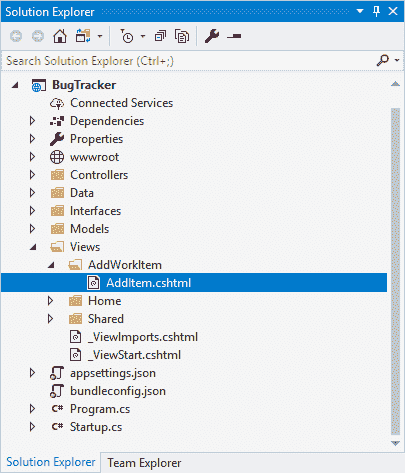 Solution Explorer
Search Solution Explorer (Ctrl+;)
BugTracker
Connected Services
Dependencies
Properties
wwwroot
Controllers
Data
Interfaces
Models
Views
AddWorkItem
AddItem.cshtml
Home
Shared
_ViewImports.cshtml
_ViewStart.cshtml
appsettings.json
bundleconfig.json
C# Program.cs
C# Startup.cs
Solution Explorer Team Explorer